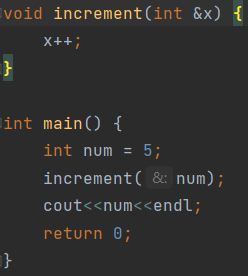 void increment(int &x) {
    x++;
}

int main() {
    int num = 5;
    increment( &: num);
    cout<<num<<endl;
    return 0;
}